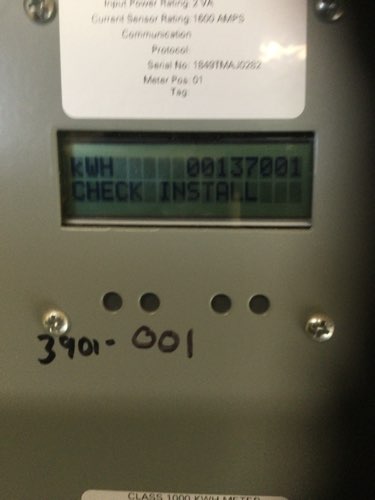 Input Power Rating: 2 VA
Current Sensor Rating: 1600 AMPS
Communication:
Protocol:
Serial No: 1849TMAJ0282
Meter Pos: 01
Tag:
kWH 00137001
CHECK INSTALL
3901-001
CLASS 1000 KWH METER